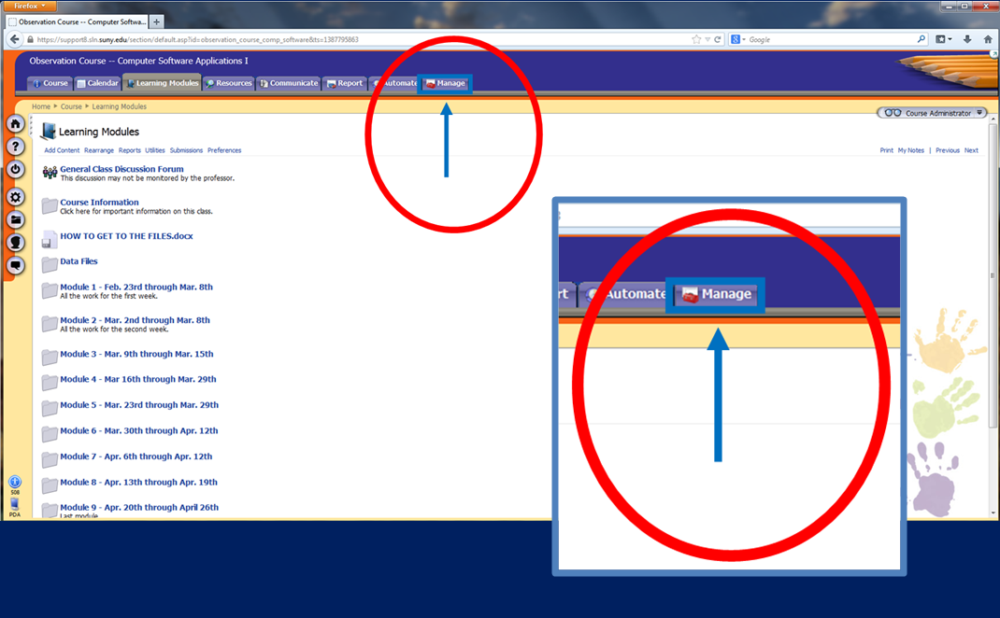 Firefox
Observation Course -- Computer Softwa...
https://support8.sln.suny.edu/section/default.asp?id=observation_course_comp_software&ts=1387795863
Google
Observation Course -- Computer Software Applications I
Course Calendar Learning Modules Resources Communicate Report Automate Manage
Home Course Learning Modules
Course Administrator
Learning Modules
Add Content Rearrange Reports Utilities Submissions Preferences
Print My Notes | Previous Next
General Class Discussion Forum
This discussion may not be monitored by the professor.
Course Information
Click here for important information on this class.
HOW TO GET TO THE FILES.docx
Data Files
Module 1 - Feb. 23rd through Mar. 8th
All the work for the first week.
Module 2 - Mar. 2nd through Mar. 8th
All the work for the second week.
Module 3 - Mar. 9th through Mar. 15th
Module 4 - Mar 16th through Mar. 29th
Module 5 - Mar. 23rd through Mar. 29th
Module 6 - Mar. 30th through Apr. 12th
Module 7 - Apr. 6th through Apr. 12th
Module 8 - Apr. 13th through Apr. 19th
Module 9 - Apr. 20th through April 26th
Last module.
508
PDA
rt Automate Manage